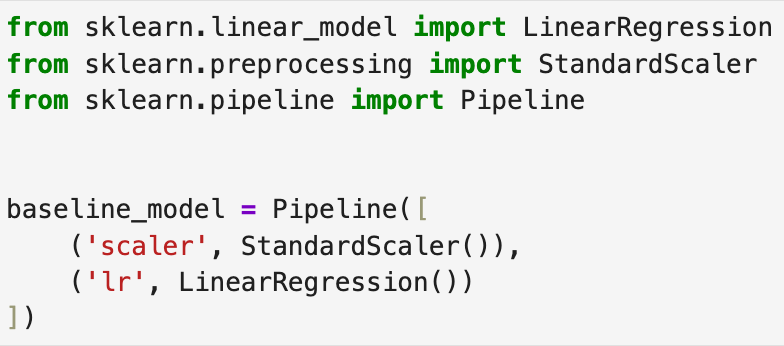 from sklearn.linear_model import LinearRegression
from sklearn.preprocessing import StandardScaler
from sklearn.pipeline import Pipeline
baseline_model = Pipeline([
    ('scaler', StandardScaler()),
    ('lr', LinearRegression())
])